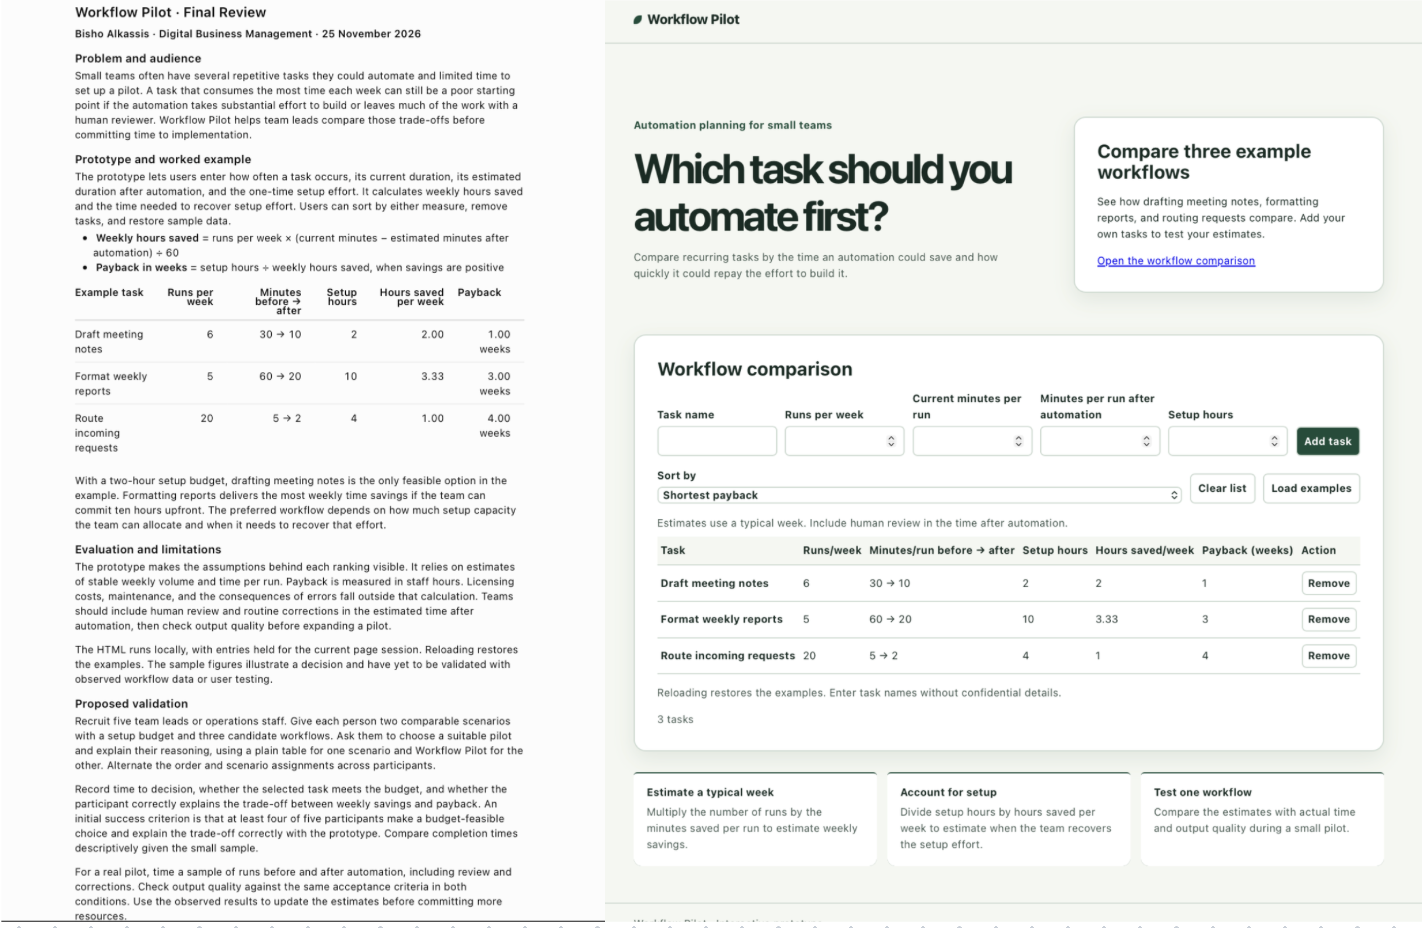 Workflow Pilot · Final Review
Bisho Alkassis · Digital Business Management · 25 November 2026
Problem and audience
Small teams often have several repetitive tasks they could automate and limited time to
set up a pilot. A task that consumes the most time each week can still be a poor starting
point if the automation takes substantial effort to build or leaves much of the work with a
human reviewer. Workflow Pilot helps team leads compare those trade-offs before
committing time to implementation.
Prototype and worked example
The prototype lets users enter how often a task occurs, its current duration, its estimated
duration after automation, and the one-time setup effort. It calculates weekly hours saved
and the time needed to recover setup effort. Users can sort by either measure, remove
tasks, and restore sample data.
• Weekly hours saved = runs per week × (current minutes − estimated minutes after
automation) ÷ 60
• Payback in weeks = setup hours ÷ weekly hours saved, when savings are positive
Example task Runs per week Minutes before → after Setup hours Hours saved per week Payback
Draft meeting notes 6 30 → 10 2 2.00 1.00 weeks
Format weekly reports 5 60 → 20 10 3.33 3.00 weeks
Route incoming requests 20 5 → 2 4 1.00 4.00 weeks
With a two-hour setup budget, drafting meeting notes is the only feasible option in the
example. Formatting reports delivers the most weekly time savings if the team can
commit ten hours upfront. The preferred workflow depends on how much setup capacity
the team can allocate and when it needs to recover that effort.
Evaluation and limitations
The prototype makes the assumptions behind each ranking visible. It relies on estimates
of stable weekly volume and time per run. Payback is measured in staff hours. Licensing
costs, maintenance, and the consequences of errors fall outside that calculation. Teams
should include human review and routine corrections in the estimated time after
automation, then check output quality before expanding a pilot.
The HTML runs locally, with entries held for the current page session. Reloading restores
the examples. The sample figures illustrate a decision and have yet to be validated with
observed workflow data or user testing.
Proposed validation
Recruit five team leads or operations staff. Give each person two comparable scenarios
with a setup budget and three candidate workflows. Ask them to choose a suitable pilot
and explain their reasoning, using a plain table for one scenario and Workflow Pilot for the
other. Alternate the order and scenario assignments across participants.
Record time to decision, whether the selected task meets the budget, and whether the
participant correctly explains the trade-off between weekly savings and payback. An
initial success criterion is that at least four of five participants make a budget-feasible
choice and explain the trade-off correctly with the prototype. Compare completion times
descriptively given the small sample.
For a real pilot, time a sample of runs before and after automation, including review and
corrections. Check output quality against the same acceptance criteria in both
conditions. Use the observed results to update the estimates before committing more
resources.
Workflow Pilot
Automation planning for small teams
Which task should you
automate first?
Compare recurring tasks by the time an automation could save and how
quickly it could repay the effort to build it.
Compare three example
workflows
See how drafting meeting notes, formatting
reports, and routing requests compare. Add your
own tasks to test your estimates.
Open the workflow comparison
Workflow comparison
Task name
Runs per week
Current minutes per run
Minutes per run after automation
Setup hours
Add task
Sort by
Shortest payback
Clear list
Load examples
Estimates use a typical week. Include human review in the time after automation.
Task Runs/week Minutes/run before → after Setup hours Hours saved/week Payback (weeks) Action
Draft meeting notes 6 30 → 10 2 2 1 Remove
Format weekly reports 5 60 → 20 10 3.33 3 Remove
Route incoming requests 20 5 → 2 4 1 4 Remove
Reloading restores the examples. Enter task names without confidential details.
3 tasks
Estimate a typical week
Multiply the number of runs by the
minutes saved per run to estimate weekly
savings.
Account for setup
Divide setup hours by hours saved per
week to estimate when the team recovers
the setup effort.
Test one workflow
Compare the estimates with actual time
and output quality during a small pilot.